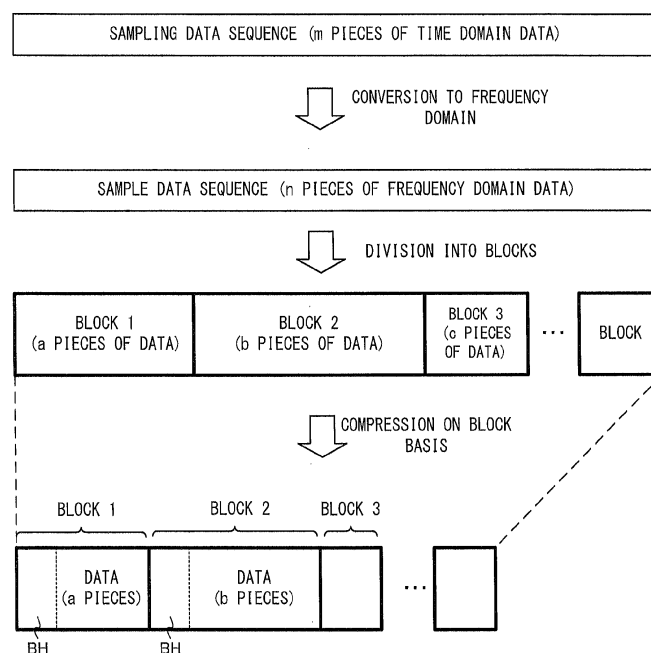 SAMPLING DATA SEQUENCE (m PIECES OF TIME DOMAIN DATA)
CONVERSION TO FREQUENCY
DOMAIN
SAMPLE DATA SEQUENCE (n PIECES OF FREQUENCY DOMAIN DATA)
DIVISION INTO BLOCKS
BLOCK 1
(a PIECES OF DATA)
BLOCK 2
(b PIECES OF DATA)
BLOCK 3
(c PIECES
OF DATA)
...
BLOCK
COMPRESSION ON BLOCK
BASIS
BLOCK 1
BLOCK 2
BLOCK 3
DATA
(a PIECES)
DATA
(b PIECES)
...
BH
BH